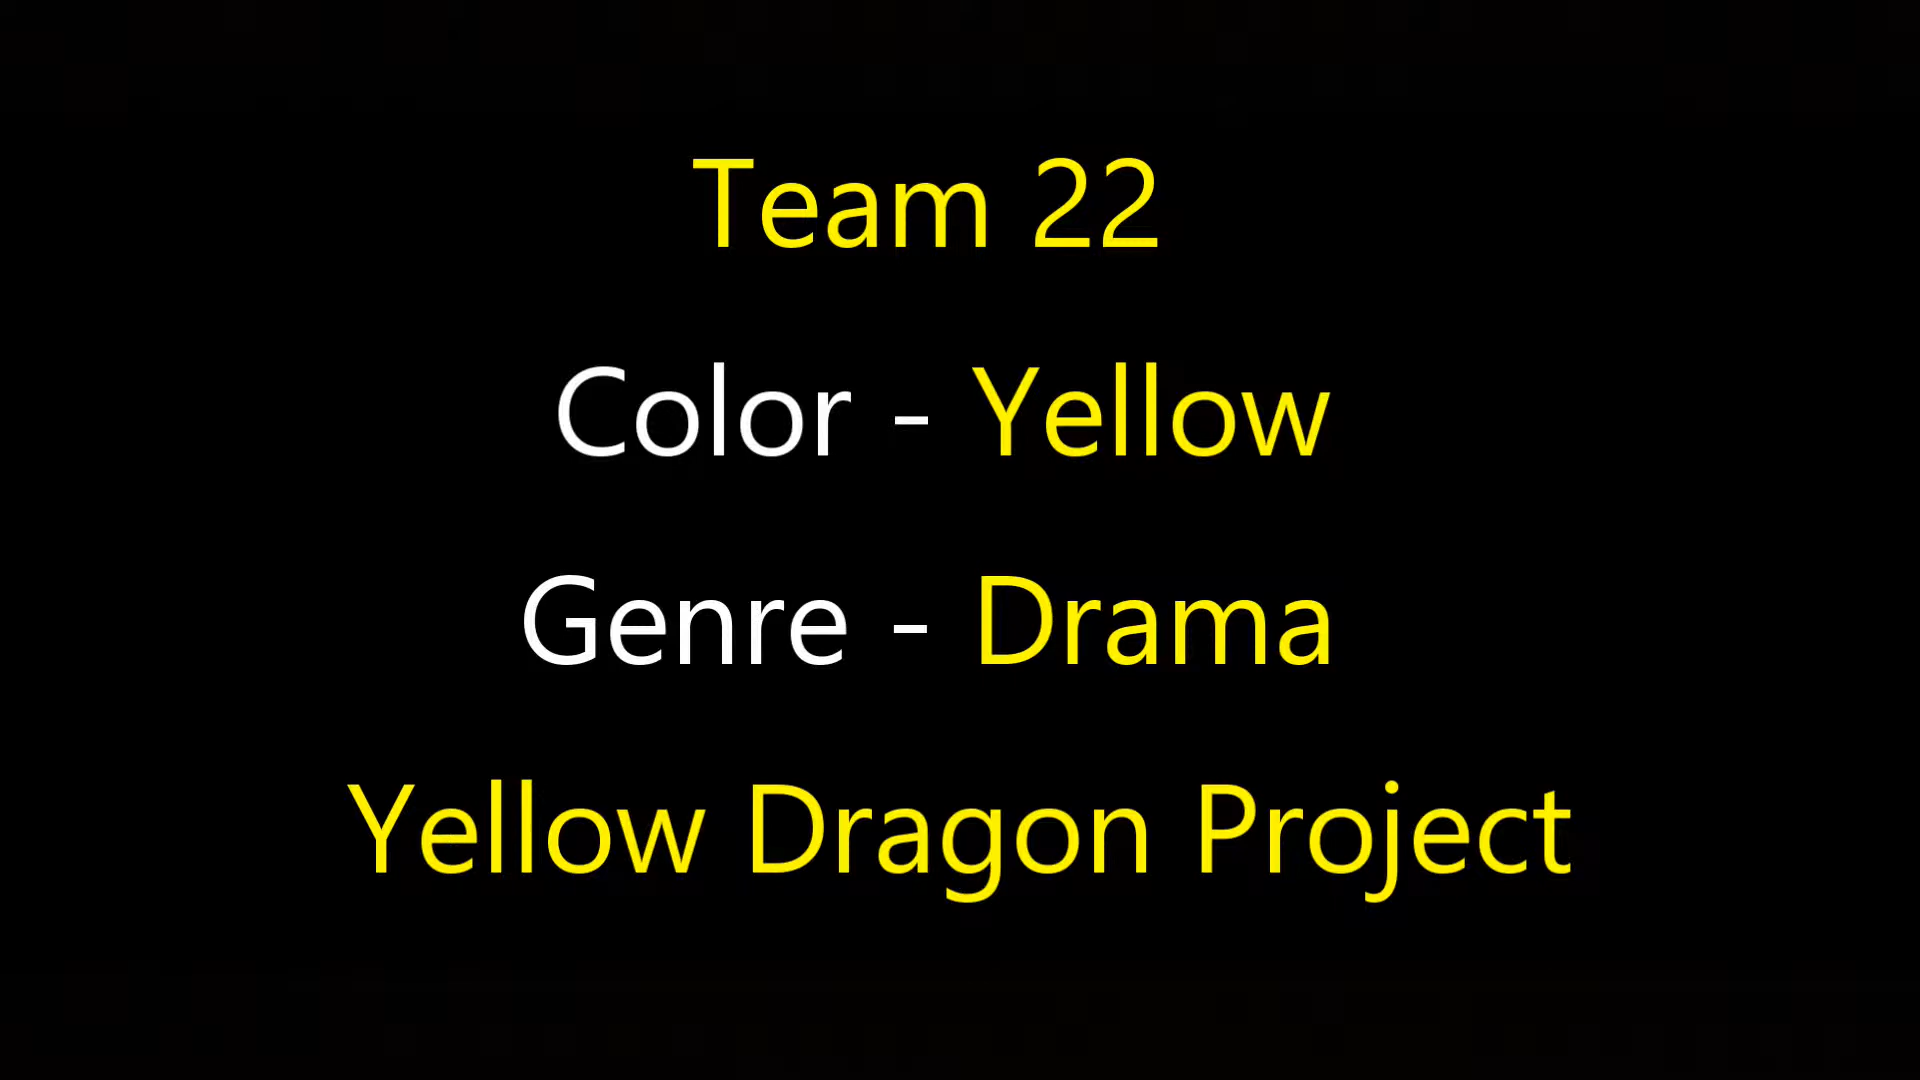 Team 22
Color - Yellow
Genre - Drama
Yellow Dragon Project